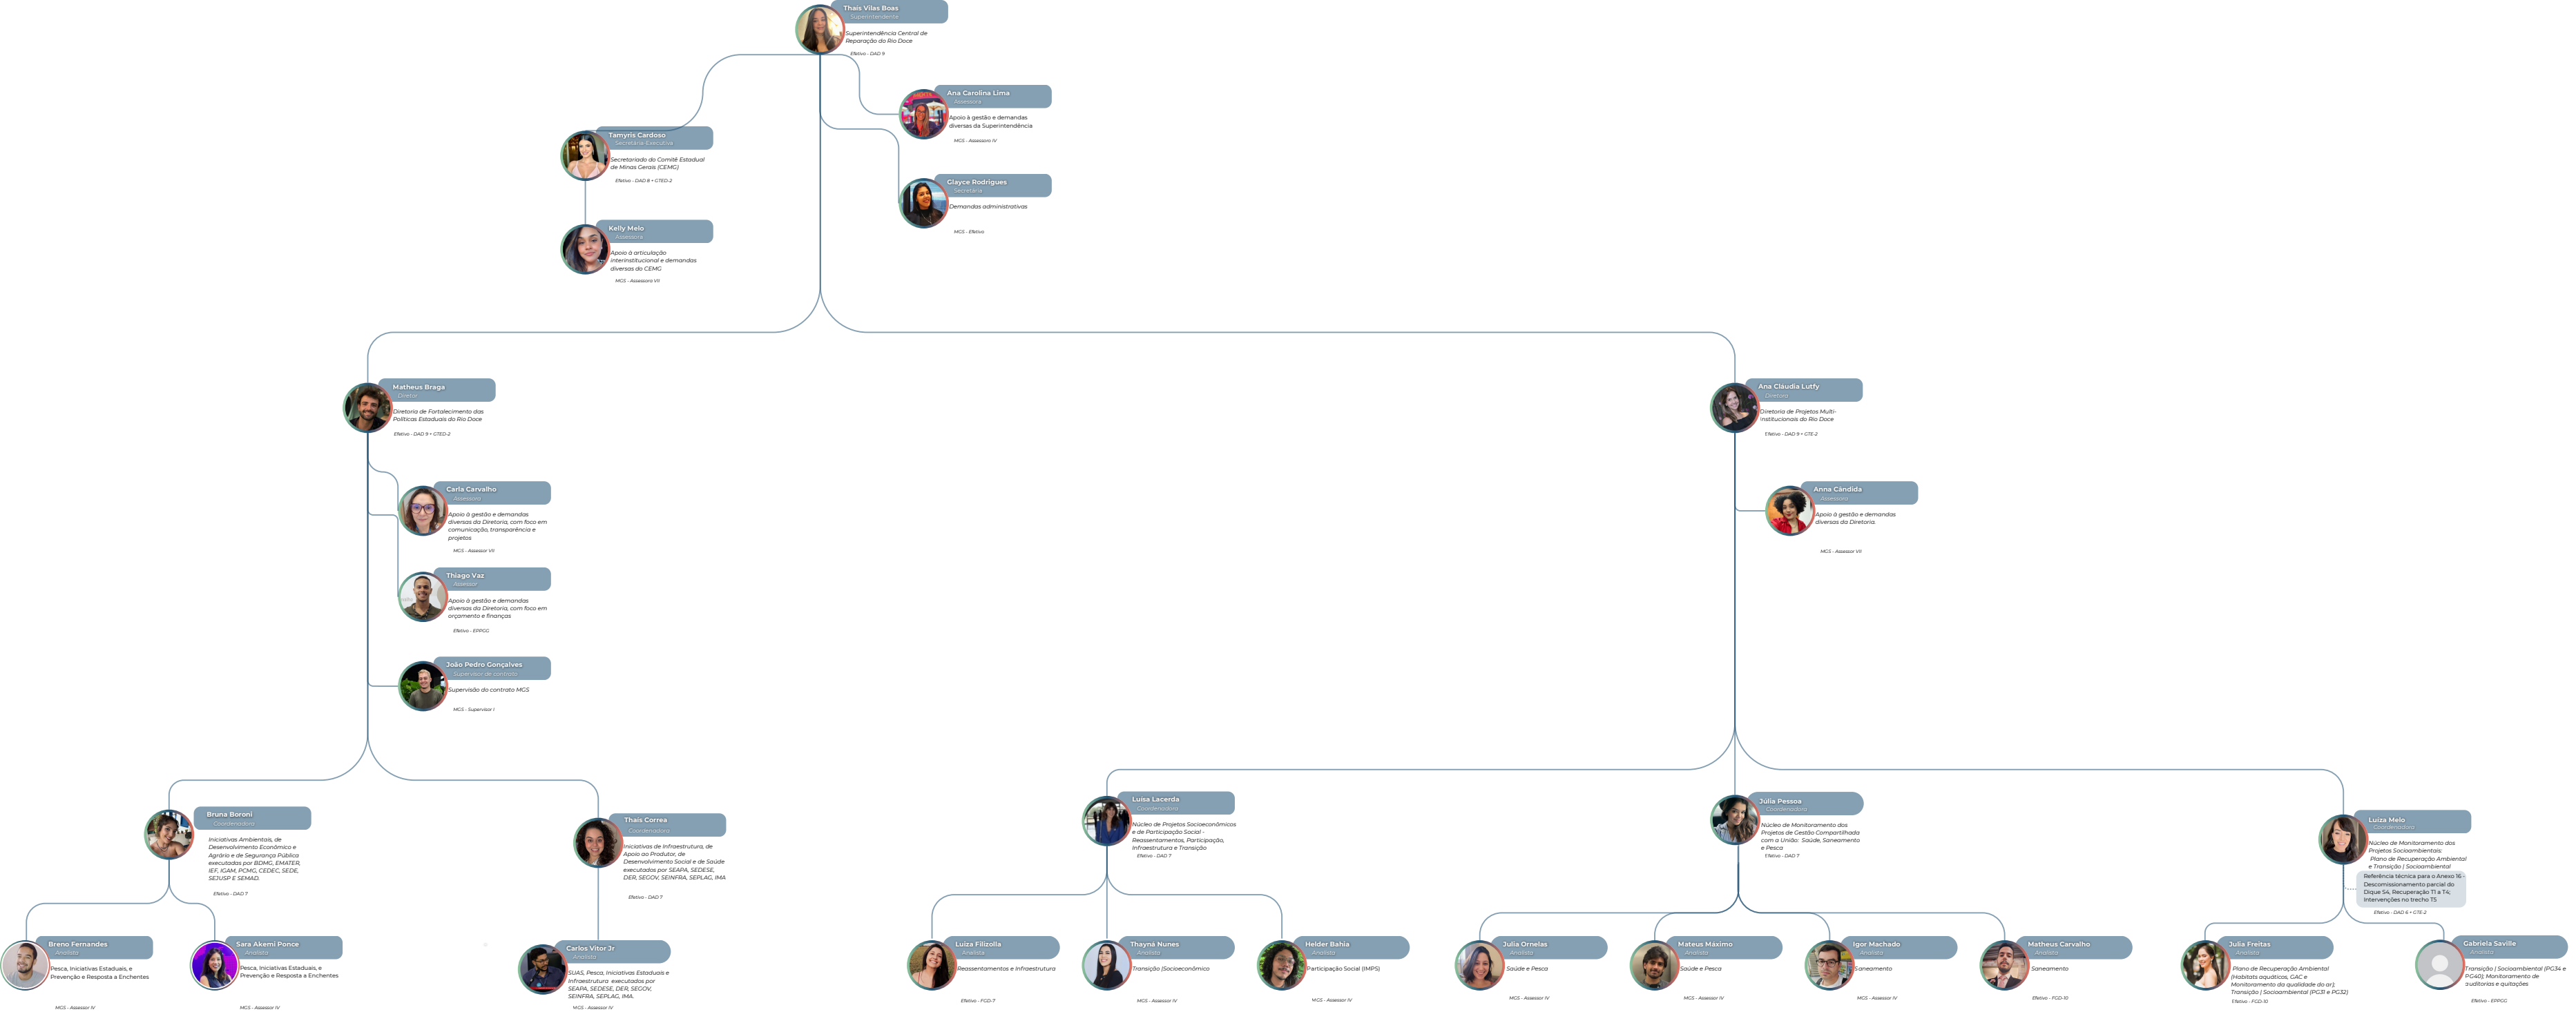 Thaís Vilas Boas
Superintendente
Superintendência Central de
Reparação do Rio Doce
Efetivo - DAD 9
Ana Carolina Lima
Assessora
Apoio à gestão e demandas
diversas da Superintendência
MGS - Assessora IV
Tamyris Cardoso
Secretária-Executiva
Secretariado do Comitê Estadual
de Minas Gerais (CEMG)
Efetivo - DAD 8 + GTED-2
Glayce Rodrigues
Secretária
Demandas administrativas
MGS - Efetivo
Kelly Melo
Assessora
Apoio à articulação
interinstitucional e demandas
diversas do CEMG
MGS - Assessora VII
Matheus Braga
Diretor
Diretoria de Fortalecimento das
Políticas Estaduais do Rio Doce
Efetivo - DAD 9 + GTED-2
Ana Cláudia Lutfy
Diretora
Diretoria de Projetos Multi-
institucionais do Rio Doce
Efetivo - DAD 9 + GTE-2
Carla Carvalho
Assessora
Apoio à gestão e demandas
diversas da Diretoria, com foco em
comunicação, transparência e
projetos
MGS - Assessor VII
Anna Cândida
Assessora
Apoio à gestão e demandas
diversas da Diretoria.
MGS - Assessor VII
Thiago Vaz
Assessor
Apoio à gestão e demandas
diversas da Diretoria, com foco em
orçamento e finanças
Efetivo - EPPGG
João Pedro Gonçalves
Supervisor de contrato
Supervisão do contrato MGS
MGS - Supervisor I
Bruna Boroni
Coordenadora
Iniciativas Ambientais, de
Desenvolvimento Econômico e
Agrário e de Segurança Pública
executadas por BDMG, EMATER,
IEF, IGAM, PCMG, CEDEC, SEDE,
SEJUSP E SEMAD.
Efetivo - DAD 7
Thais Correa
Coordenadora
Iniciativas de Infraestrutura, de
Apoio ao Produtor, de
Desenvolvimento Social e de Saúde
executados por SEAPA, SEDESE,
DER, SEGOV, SEINFRA, SEPLAG, IMA
Efetivo - DAD 7
Luísa Lacerda
Coordenadora
Núcleo de Projetos Socioeconômicos
e de Participação Social -
Reassentamentos, Participação,
Infraestrutura e Transição
Efetivo - DAD 7
Júlia Pessoa
Coordenadora
Núcleo de Monitoramento dos
Projetos de Gestão Compartilhada
com a União: Saúde, Saneamento
e Pesca
Efetivo - DAD 7
Luiza Melo
Coordenadora
Núcleo de Monitoramento dos
Projetos Socioambientais:
Plano de Recuperação Ambiental
e Transição | Socioambiental
Referência técnica para o Anexo 16 -
Descomissionamento parcial do
Dique S4, Recuperação T1 a T4;
Intervenções no trecho T5
Efetivo - DAD 6 + GTE-2
Breno Fernandes
Analista
Pesca, Iniciativas Estaduais, e
Prevenção e Resposta a Enchentes
MGS - Assessor IV
Sara Akemi Ponce
Analista
Pesca, Iniciativas Estaduais, e
Prevenção e Resposta a Enchentes
MGS - Assessor IV
Carlos Vitor Jr
Analista
SUAS, Pesca, Iniciativas Estaduais e
Infraestrutura executados por
SEAPA, SEDESE, DER, SEGOV,
SEINFRA, SEPLAG, IMA.
MGS - Assessor IV
Luiza Filizolla
Analista
Reassentamentos e Infraestrutura
Efetivo - FGD-7
Thayná Nunes
Analista
Transição |Socioeconômico
MGS - Assessor IV
Helder Bahia
Analista
Participação Social (IMPS)
MGS - Assessor IV
Julia Ornelas
Analista
Saúde e Pesca
MGS - Assessor IV
Mateus Máximo
Analista
Saúde e Pesca
MGS - Assessor IV
Igor Machado
Analista
Saneamento
MGS - Assessor IV
Matheus Carvalho
Analista
Saneamento
Efetivo - FGD-10
Julia Freitas
Analista
Plano de Recuperação Ambiental
(Habitats aquáticos, GAC e
Monitoramento da qualidade do ar);
Transição | Socioambiental (PG31 e PG32)
Efetivo - FGD-10
Gabriela Saville
Analista
Transição | Socioambiental (PG34 e
PG40); Monitoramento de
auditorias e quitações
Efetivo - EPPGG